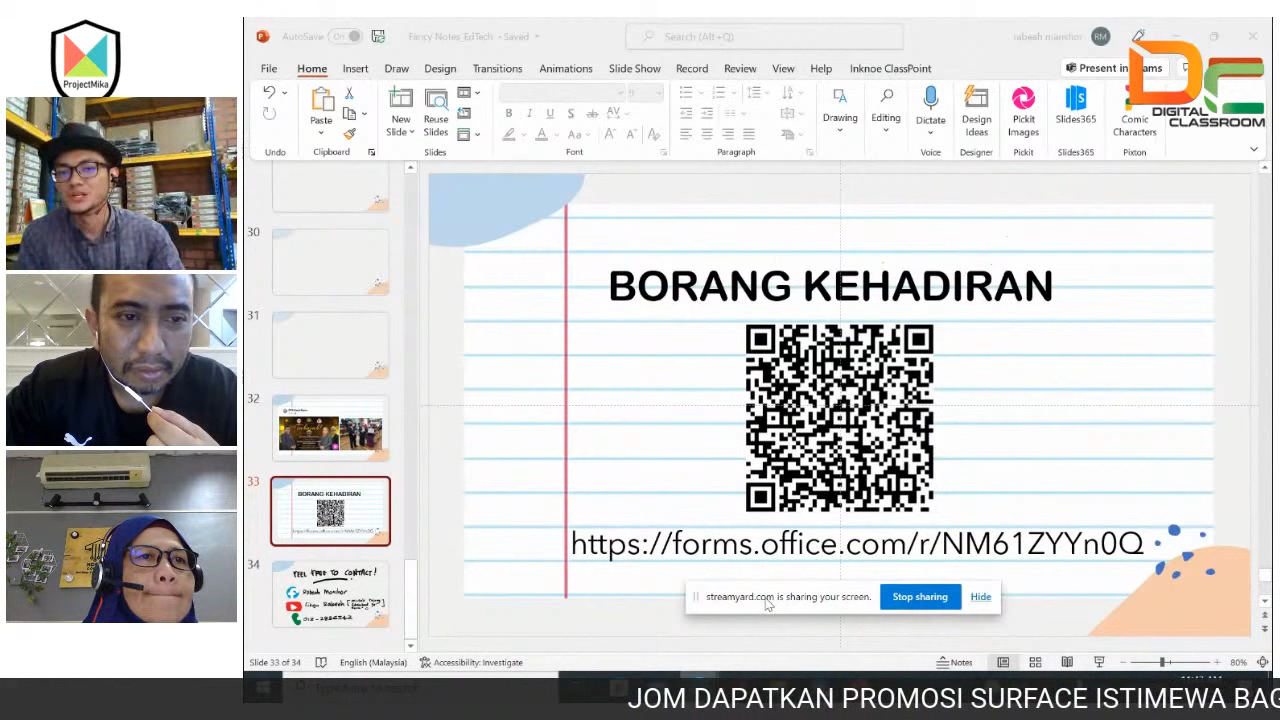 ProjectMika
AutoSave On Fancy Notes_EdTech - Saved Search (Alt+Q) rabeah manshor RM
File Home Insert Draw Design Transitions Animations Slide Show Record Review View Help Inknoe ClassPoint Present in Teams
DIGITAL CLASSROOM
Undo
Paste
Clipboard
New Slide
Reuse Slides
Slides
Font
Paragraph
Drawing
Editing
Dictate
Voice
Design Ideas
Designer
Pickit Images
Pickit
Slides365
Slides365
Comic Characters
Pixton
30
31
32
33
BORANG KEHADIRAN
34
FEEL FREE TO CONTACT!
BORANG KEHADIRAN
https://forms.office.com/r/NM61ZYYn0Q
streamyard.com is sharing your screen. Stop sharing Hide
Slide 33 of 34 English (Malaysia) Accessibility: Investigate Notes 80%
JOM DAPATKAN PROMOSI SURFACE ISTIMEWA BAG